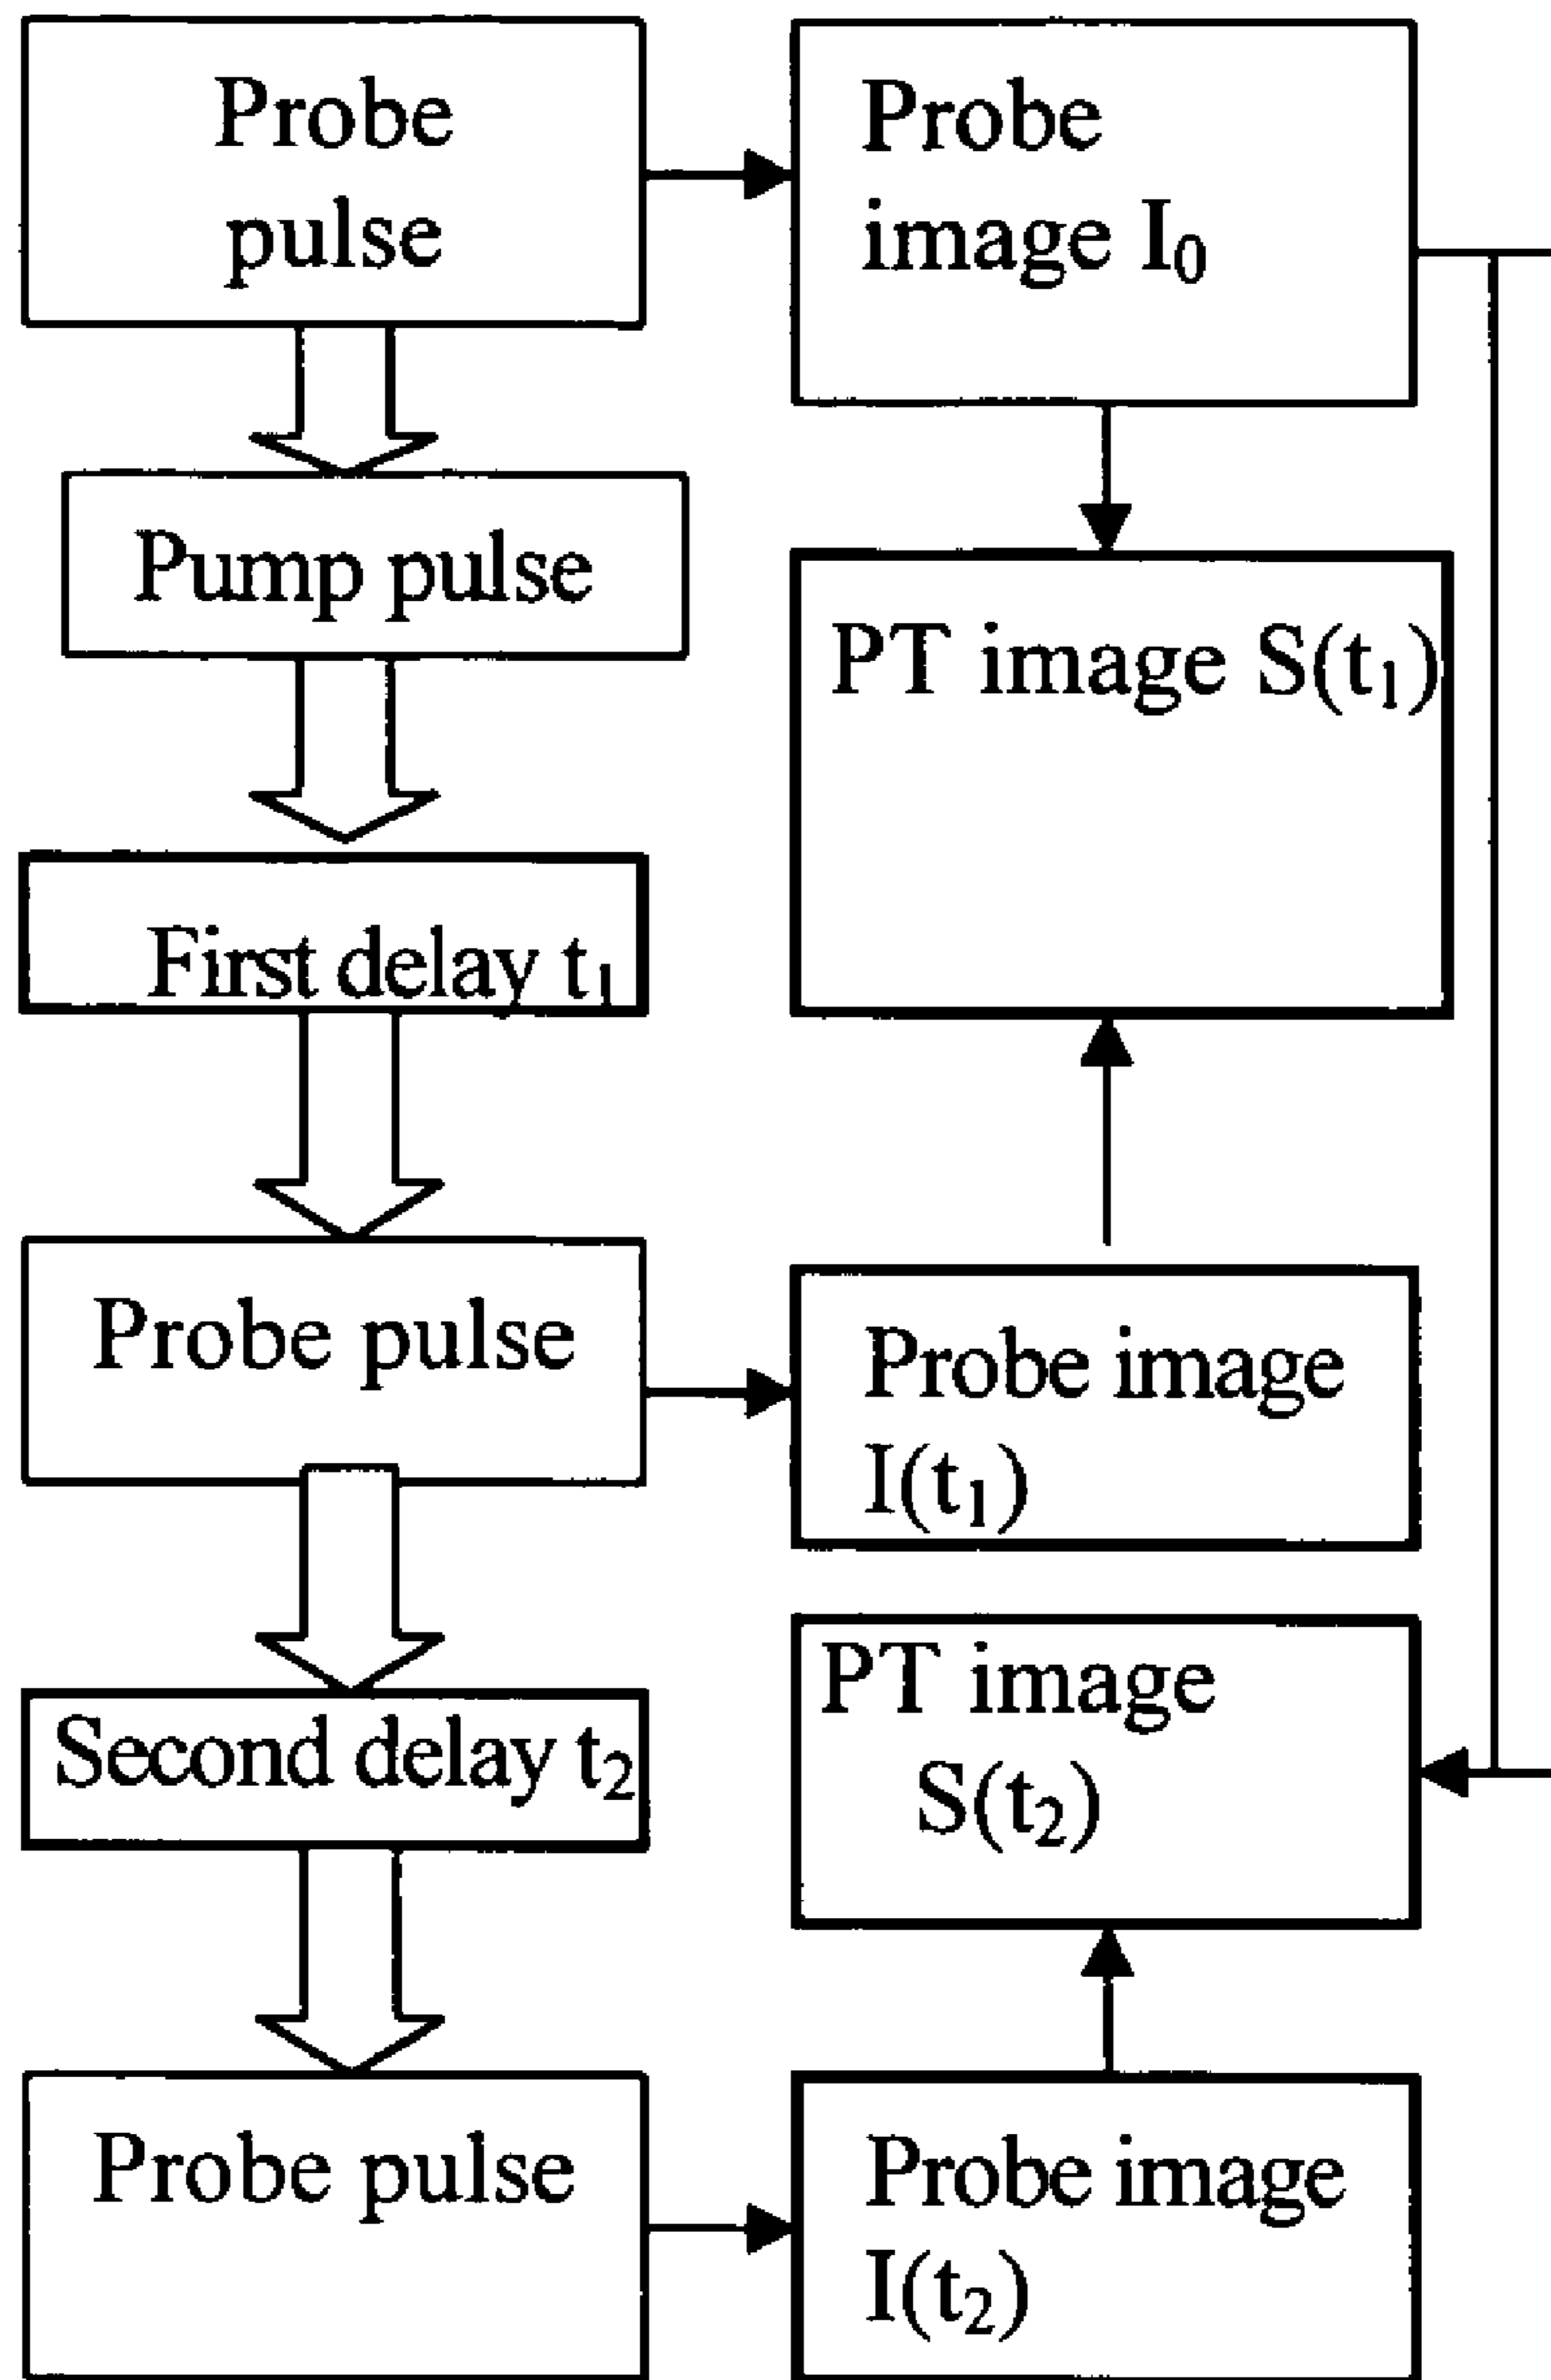 Probe
pulse
Probe
image I₀
Pump pulse
PT image S(t₁)
First delay t₁
Probe pulse
Probe image
I(t₁)
PT image
S(t₂)
Second delay t₂
Probe pulse
Probe image
I(t₂)